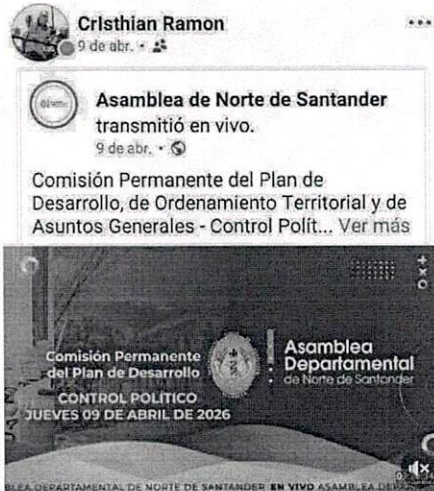 CrIsthian Ramon
9 de abr. •
Asamblea de Norte de Santander
transmitió en vivo.
9 de abr. •
Comisión Permanente del Plan de
Desarrollo, de Ordenamiento Territorial y de
Asuntos Generales - Control Polít... Ver más
Comisión Permanente
del Plan de Desarrollo
CONTROL POLÍTICO
JUEVES 09 DE ABRIL DE 2026
Asamblea
Departamental
de Norte de Santander
BLEA DEPARTAMENTAL DE NORTE DE SANTANDER EN VIVO ASAMBLEA